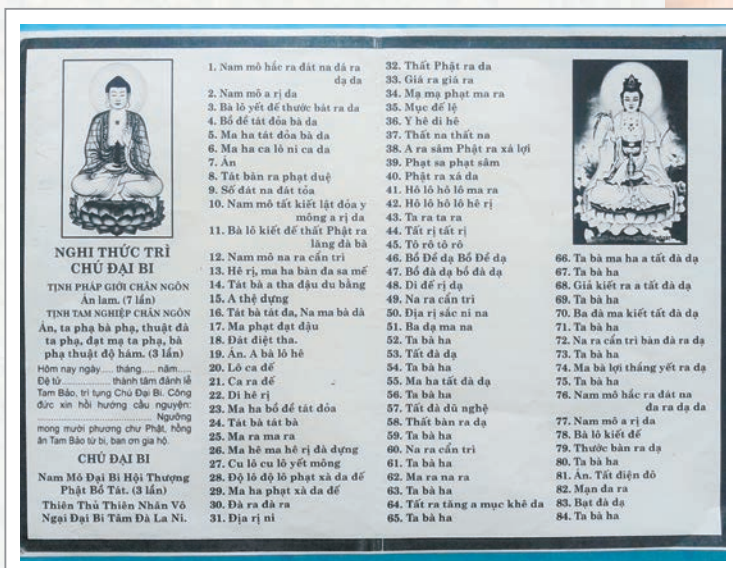 NGHI THỨC TRÌ
CHÚ ĐẠI BI
TỊNH PHÁP GIỚI CHÂN NGÔN
Án lam. (7 lần)
TỊNH TAM NGHIỆP CHÂN NGÔN
Án, ta phạ bà phạ, thuật đà
ta phạ, đạt mạ ta phạ, bà
phạ thuật độ hám. (3 lần)
Hôm nay ngày..... tháng..... năm.....
Đệ tử ........................ thành tâm đảnh lễ
Tam Bảo, trì tụng Chú Đại Bi. Công
đức xin hồi hướng cầu nguyện:
........................................ Ngưỡng
mong mười phương chư Phật, hồng
ân Tam Bảo từ bi, ban ơn gia hộ.
CHÚ ĐẠI BI
Nam Mô Đại Bi Hội Thượng
Phật Bồ Tát. (3 lần)
Thiên Thủ Thiên Nhãn Vô
Ngại Đại Bi Tâm Đà La Ni.
1. Nam mô hắc ra đát na dá ra
dạ da
2. Nam mô a rị da
3. Bà lô yết đế thước bát ra da
4. Bồ đề tát đỏa bà da
5. Ma ha tát đỏa bà da
6. Ma ha ca lô ni ca da
7. Án
8. Tát bàn ra phạt duệ
9. Số đát na đát tỏa
10. Nam mô tất kiết lật đỏa y
mông a rị da
11. Bà lô kiết đế thất Phật ra
lăng đà bà
12. Nam mô na ra cẩn trì
13. Hê rị, ma ha bàn đa sa mế
14. Tát bà a tha đậu du bằng
15. A thệ dựng
16. Tát bà tát đa, Na ma bà dà
17. Ma phạt đạt đậu
18. Đát điệt tha.
19. Án. A bà lô hê
20. Lô ca đế
21. Ca ra đế
22. Di hê rị
23. Ma ha bồ đề tát đỏa
24. Tát bà tát bà
25. Ma ra ma ra
26. Ma hê ma hê rị đà dựng
27. Cu lô cu lô yết mông
28. Độ lô độ lô phạt xà da đế
29. Ma ha phạt xà da đế
30. Đà ra đà ra
31. Địa rị ni
32. Thất Phật ra da
33. Giá ra giá ra
34. Mạ mạ phạt ma ra
35. Mục đế lệ
36. Y hê di hê
37. Thất na thất na
38. A ra sâm Phật ra xá lợi
39. Phạt sa phạt sâm
40. Phật ra xá da
41. Hô lô hô lô ma ra
42. Hô lô hô lô hê rị
43. Ta ra ta ra
44. Tất rị tất rị
45. Tô rô tô rô
46. Bồ Đề dạ Bồ Đề dạ
47. Bồ đà dạ bồ đà dạ
48. Di đế rị dạ
49. Na ra cẩn trì
50. Địa rị sắc ni na
51. Ba dạ ma na
52. Ta bà ha
53. Tất đà dạ
54. Ta bà ha
55. Ma ha tất đà dạ
56. Ta bà ha
57. Tất đà dũ nghệ
58. Thất bàn ra dạ
59. Ta bà ha
60. Na ra cẩn trì
61. Ta bà ha
62. Ma ra na ra
63. Ta bà ha
64. Tất ra tăng a mục khê da
65. Ta bà ha
66. Ta bà ma ha a tất đà dạ
67. Ta bà ha
68. Giả kiết ra a tất đà dạ
69. Ta bà ha
70. Ba đà ma kiết tất đà dạ
71. Ta bà ha
72. Na ra cẩn trì bàn đà ra dạ
73. Ta bà ha
74. Ma bà lợi thắng yết ra dạ
75. Ta bà ha
76. Nam mô hắc ra đát na
đa ra dạ da
77. Nam mô a rị da
78. Bà lô kiết đế
79. Thước bàn ra dạ
80. Ta bà ha
81. Án. Tất điện đô
82. Mạn đa ra
83. Bạt đà dạ
84. Ta bà ha